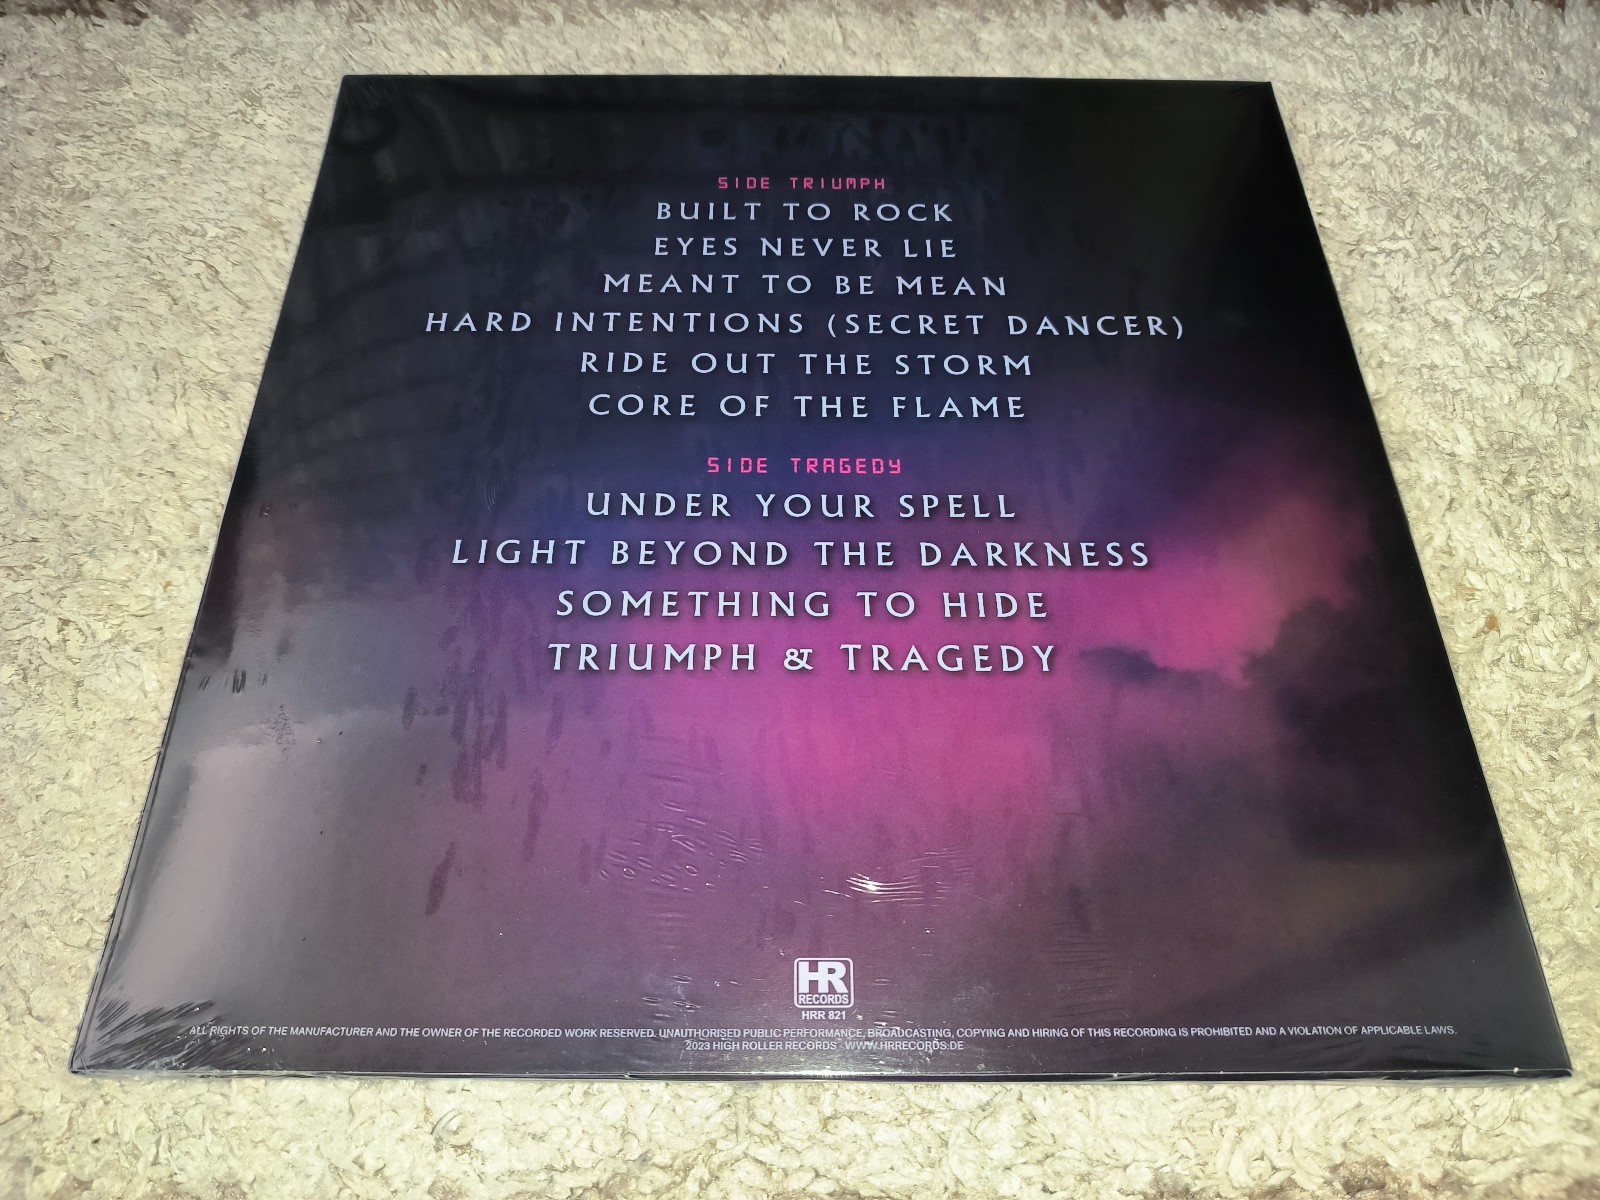 SIDE TRIUMPH
BUILT TO ROCK
EYES NEVER LIE
MEANT TO BE MEAN
HARD INTENTIONS (SECRET DANCER)
RIDE OUT THE STORM
CORE OF THE FLAME
SIDE TRAGEDY
UNDER YOUR SPELL
LIGHT BEYOND THE DARKNESS
SOMETHING TO HIDE
TRIUMPH & TRAGEDY
HR
RECORDS
HRR 821
ALL RIGHTS OF THE MANUFACTURER AND THE OWNER OF THE RECORDED WORK RESERVED. UNAUTHORISED PUBLIC PERFORMANCE, BROADCASTING, COPYING AND HIRING OF THIS RECORDING IS PROHIBITED AND A VIOLATION OF APPLICABLE LAWS.
2023 HIGH ROLLER RECORDS - WWW.HRRECORDS.DE